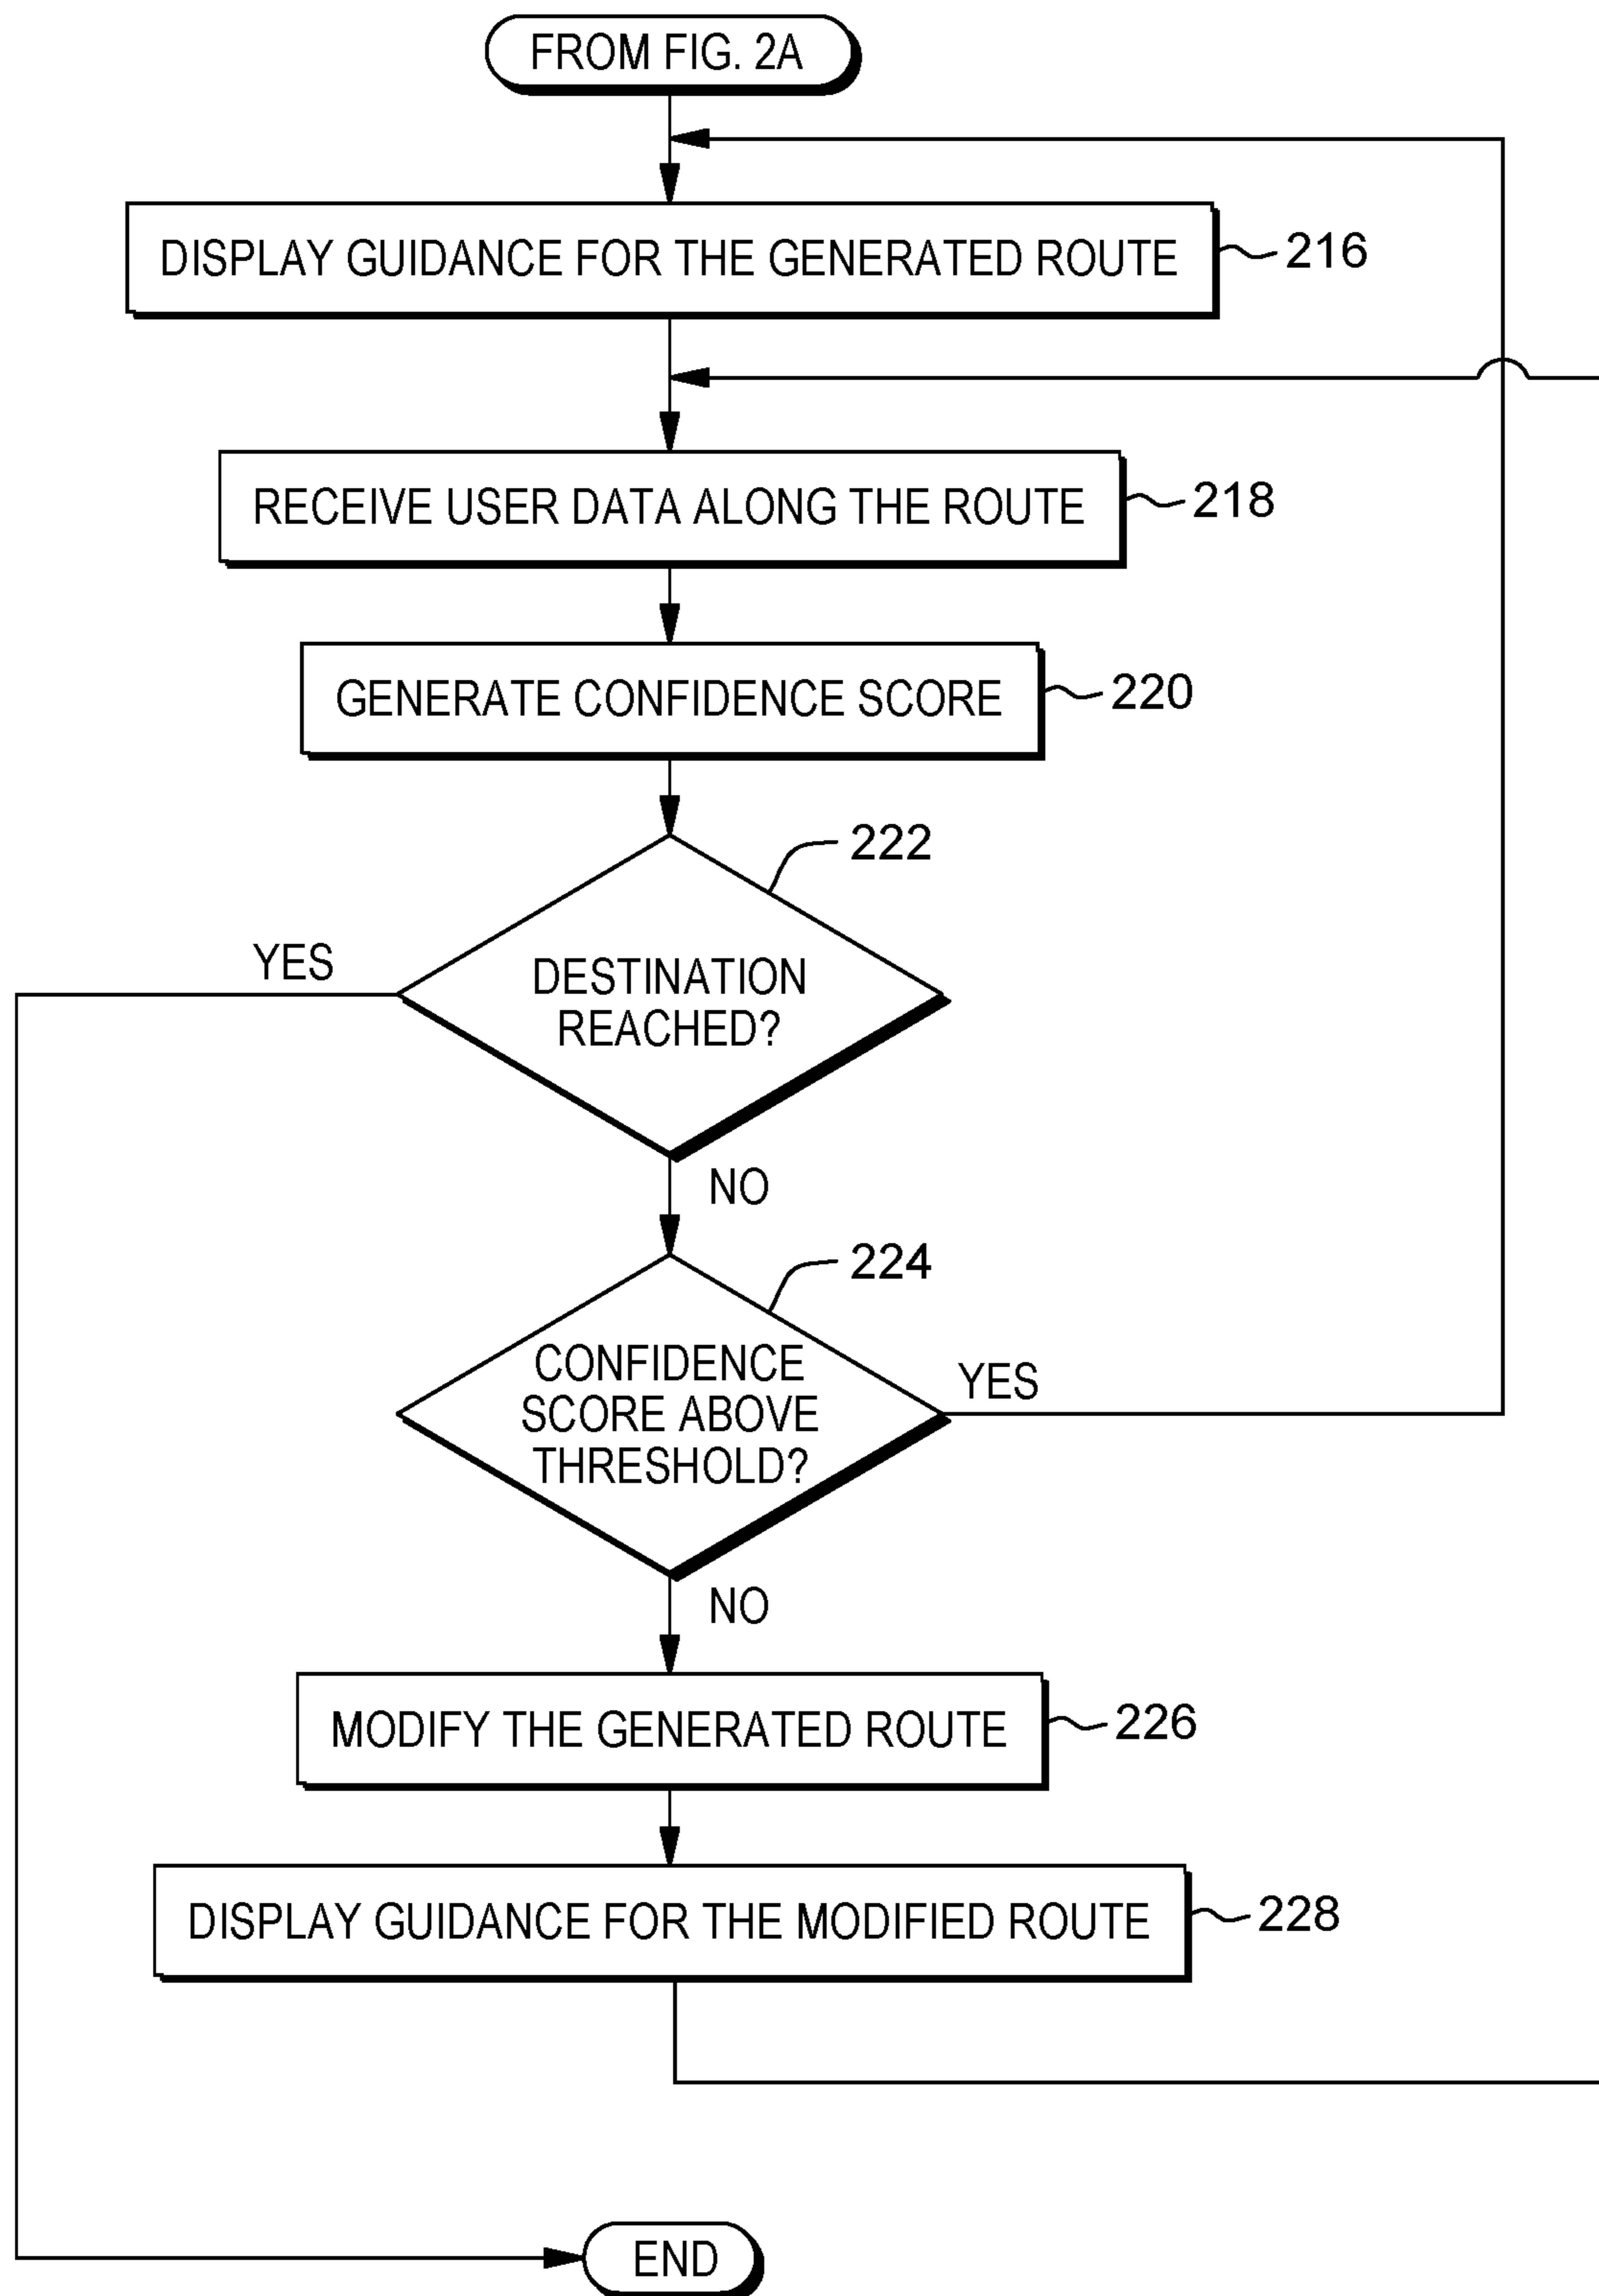 FROM FIG. 2A
DISPLAY GUIDANCE FOR THE GENERATED ROUTE
216
RECEIVE USER DATA ALONG THE ROUTE
218
GENERATE CONFIDENCE SCORE
220
222
YES
DESTINATION
REACHED?
NO
224
CONFIDENCE
SCORE ABOVE
THRESHOLD?
YES
NO
MODIFY THE GENERATED ROUTE
226
DISPLAY GUIDANCE FOR THE MODIFIED ROUTE
228
END